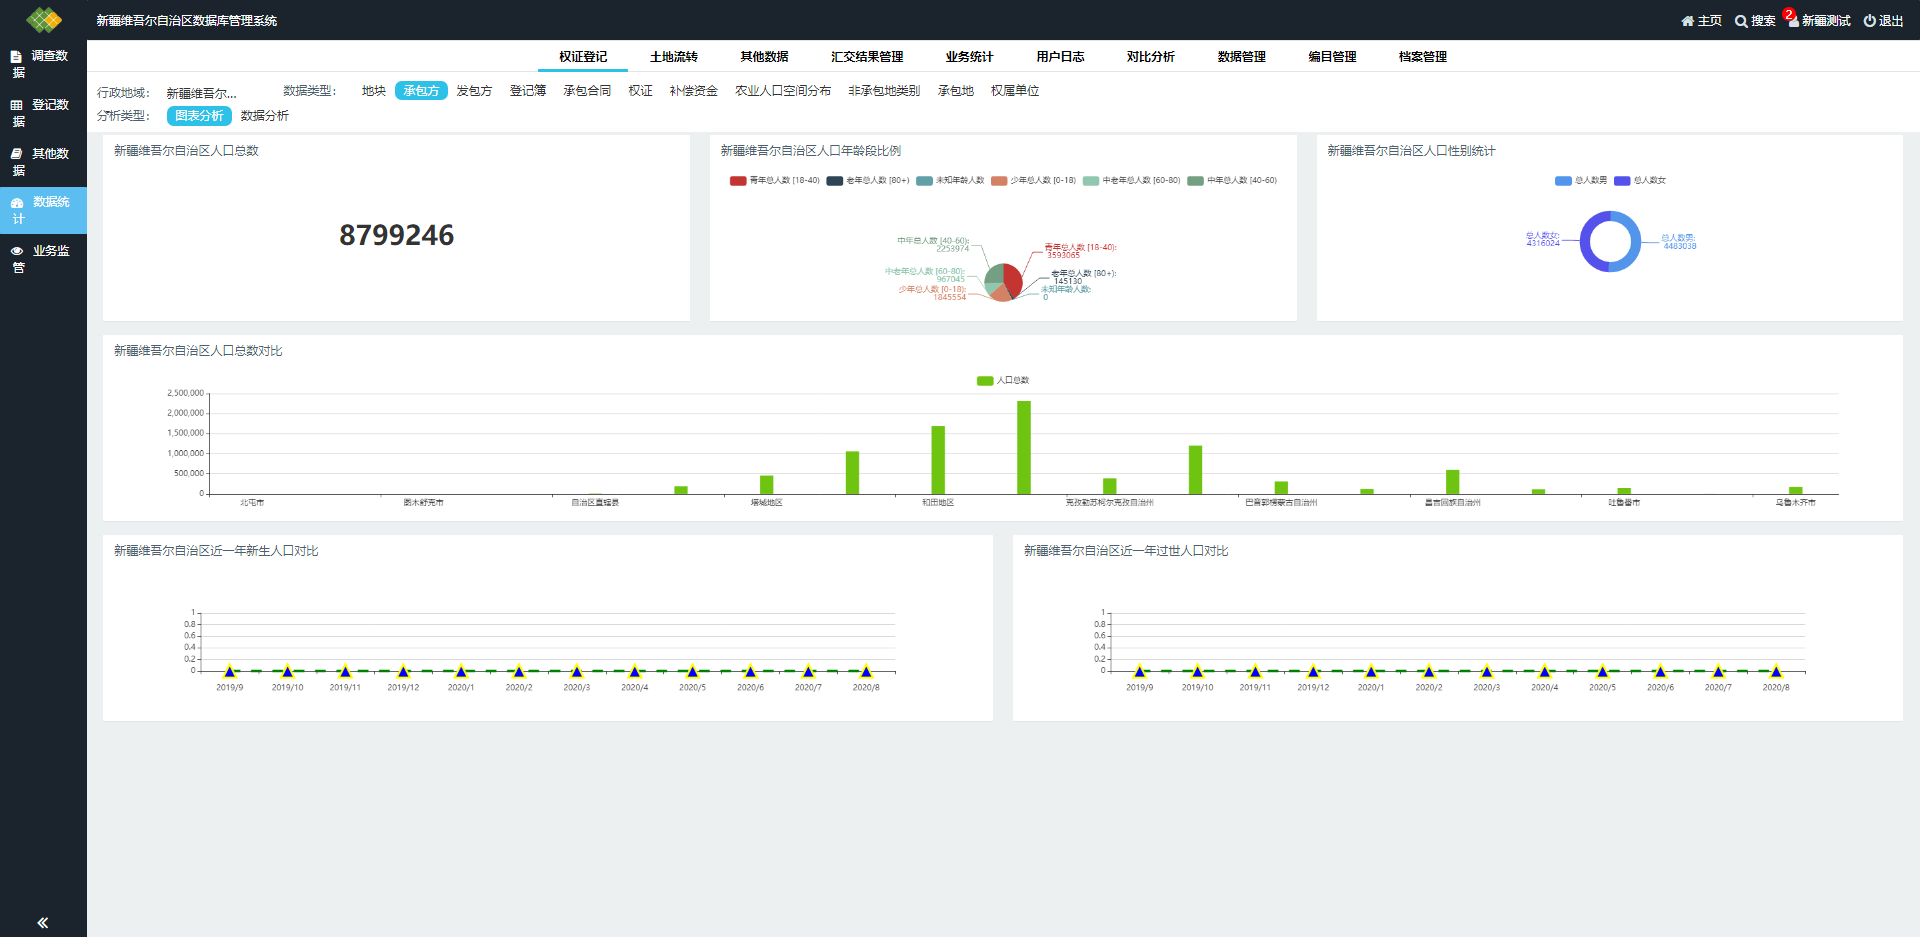 新疆维吾尔自治区数据库管理系统
主页 搜索 2 新疆测试 退出
调查数据
登记数据
其他数据
数据统计
业务监管
权证登记 土地流转 其他数据 汇交结果管理 业务统计 用户日志 对比分析 数据管理 编目管理 档案管理
行政地域： 新疆维吾尔... 数据类型： 地块 承包方 发包方 登记簿 承包合同 权证 补偿资金 农业人口空间分布 非承包地类别 承包地 权属单位
分析类型： 图表分析 数据分析
新疆维吾尔自治区人口总数
8799246
新疆维吾尔自治区人口年龄段比例
青年总人数 [18-40) 老年总人数 [80+) 未知年龄人数 少年总人数 [0-18) 中老年总人数 [60-80) 中年总人数 [40-60)
中年总人数 [40-60):
2253974
中老年总人数 [60-80):
967045
少年总人数 [0-18):
1845554
青年总人数 [18-40):
3593065
老年总人数 [80+):
145130
未知年龄人数:
0
新疆维吾尔自治区人口性别统计
总人数男 总人数女
总人数女:
4316024
总人数男:
4483038
新疆维吾尔自治区人口总数对比
人口总数
2,500,000
2,000,000
1,500,000
1,000,000
500,000
0
北屯市 图木舒克市 自治区直辖县 塔城地区 和田地区 克孜勒苏柯尔克孜自治州 巴音郭楞蒙古自治州 昌吉回族自治州 吐鲁番市 乌鲁木齐市
新疆维吾尔自治区近一年新生人口对比
1
0.8
0.6
0.4
0.2
0
2019/9 2019/10 2019/11 2019/12 2020/1 2020/2 2020/3 2020/4 2020/5 2020/6 2020/7 2020/8
新疆维吾尔自治区近一年过世人口对比
1
0.8
0.6
0.4
0.2
0
2019/9 2019/10 2019/11 2019/12 2020/1 2020/2 2020/3 2020/4 2020/5 2020/6 2020/7 2020/8